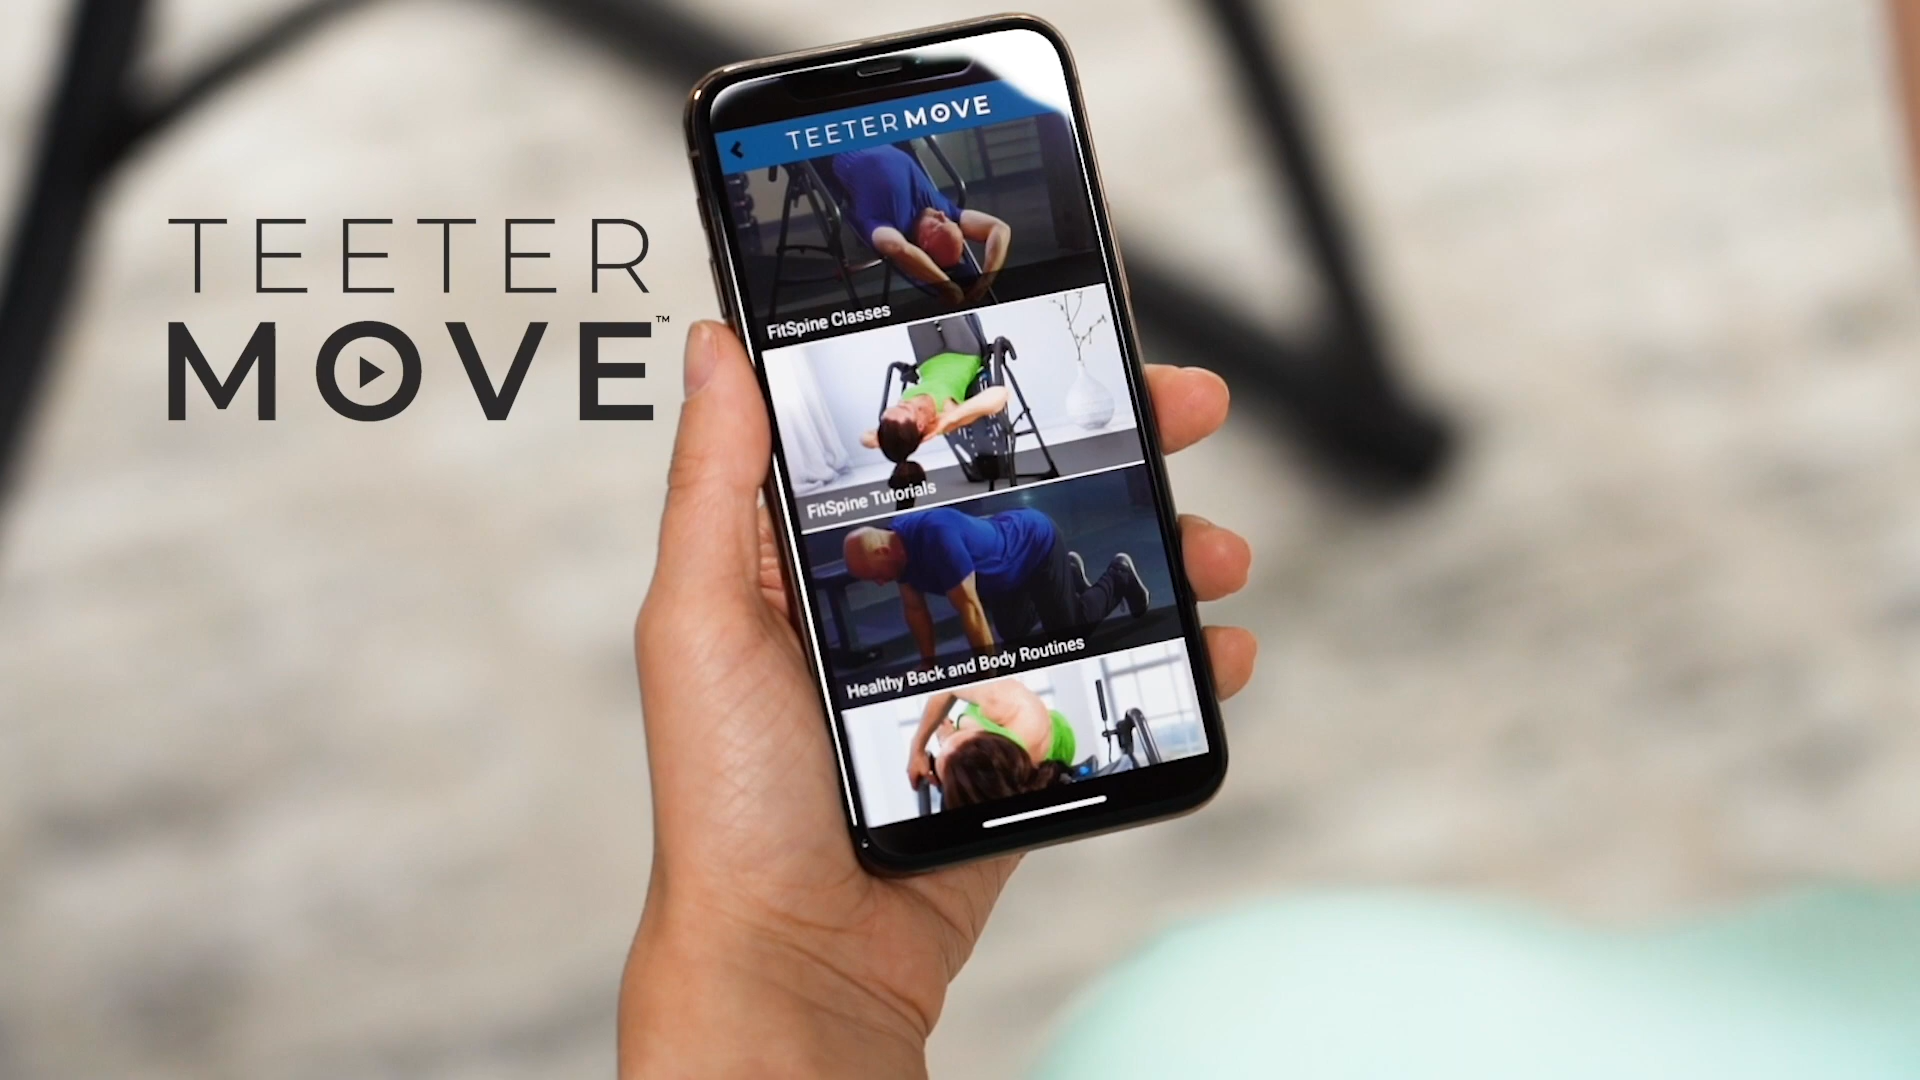 TEETER
MOVE™
TEETER MOVE
FitSpine Classes
FitSpine Tutorials
Healthy Back and Body Routines